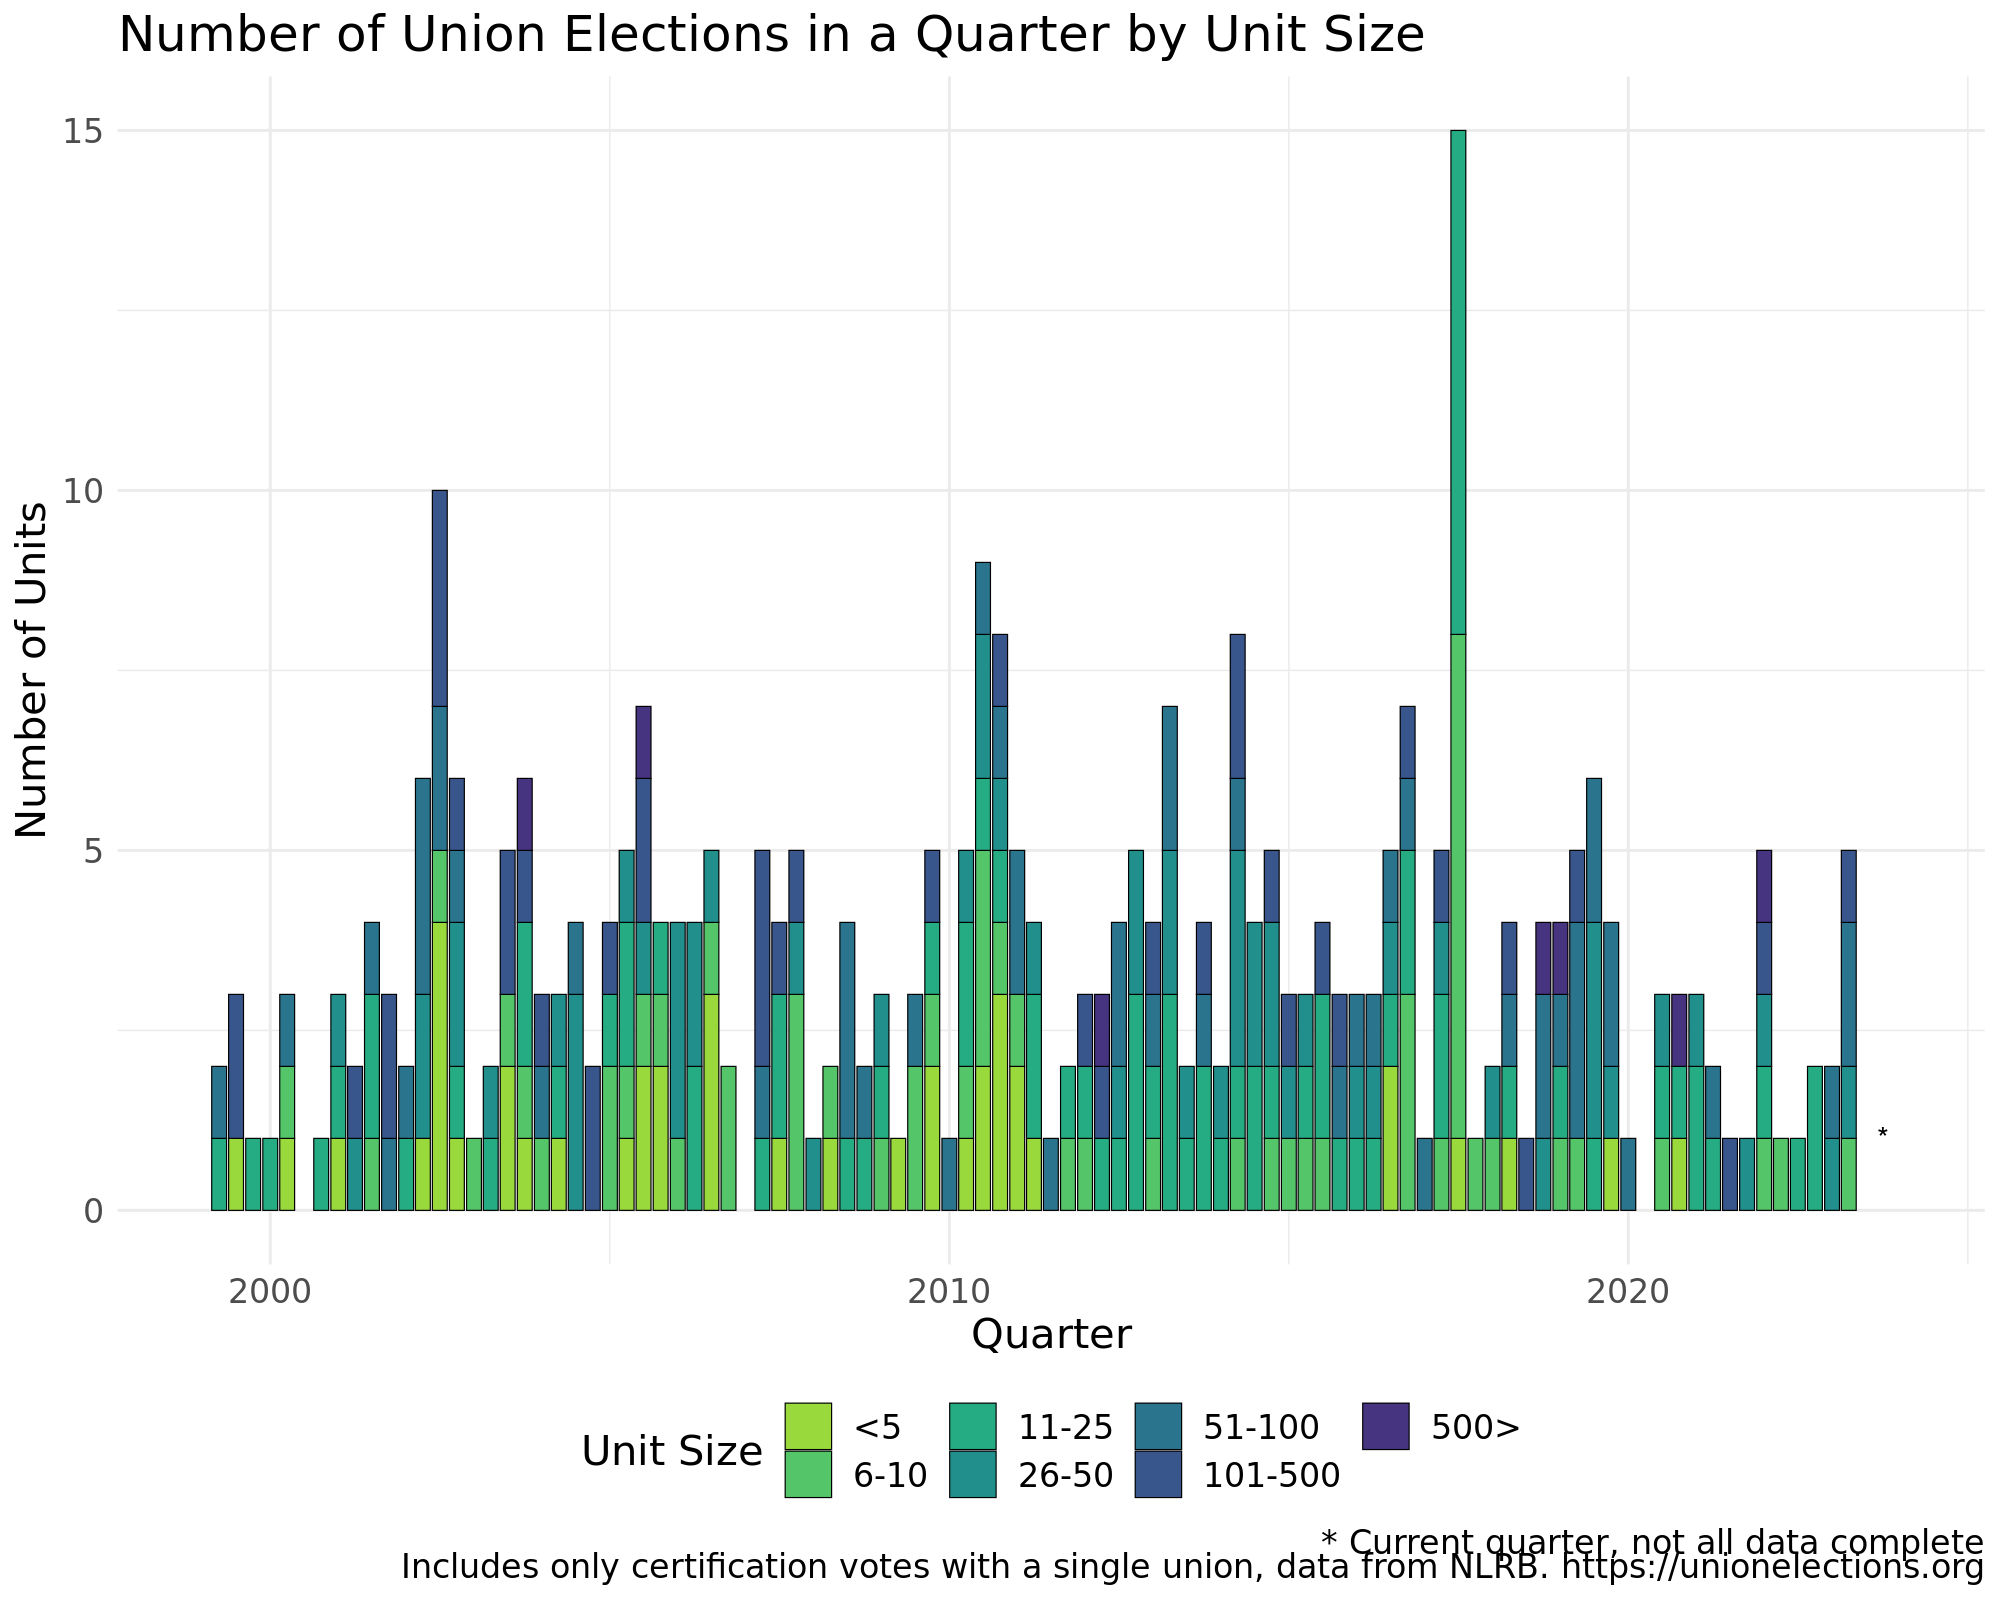 Number of Union Elections in a Quarter by Unit Size
Number of Units
15
10
5
0
*
2000 2010 2020
Quarter
Unit Size
<5 11-25 51-100 500>
6-10 26-50 101-500
* Current quarter, not all data complete
Includes only certification votes with a single union, data from NLRB. https://unionelections.org